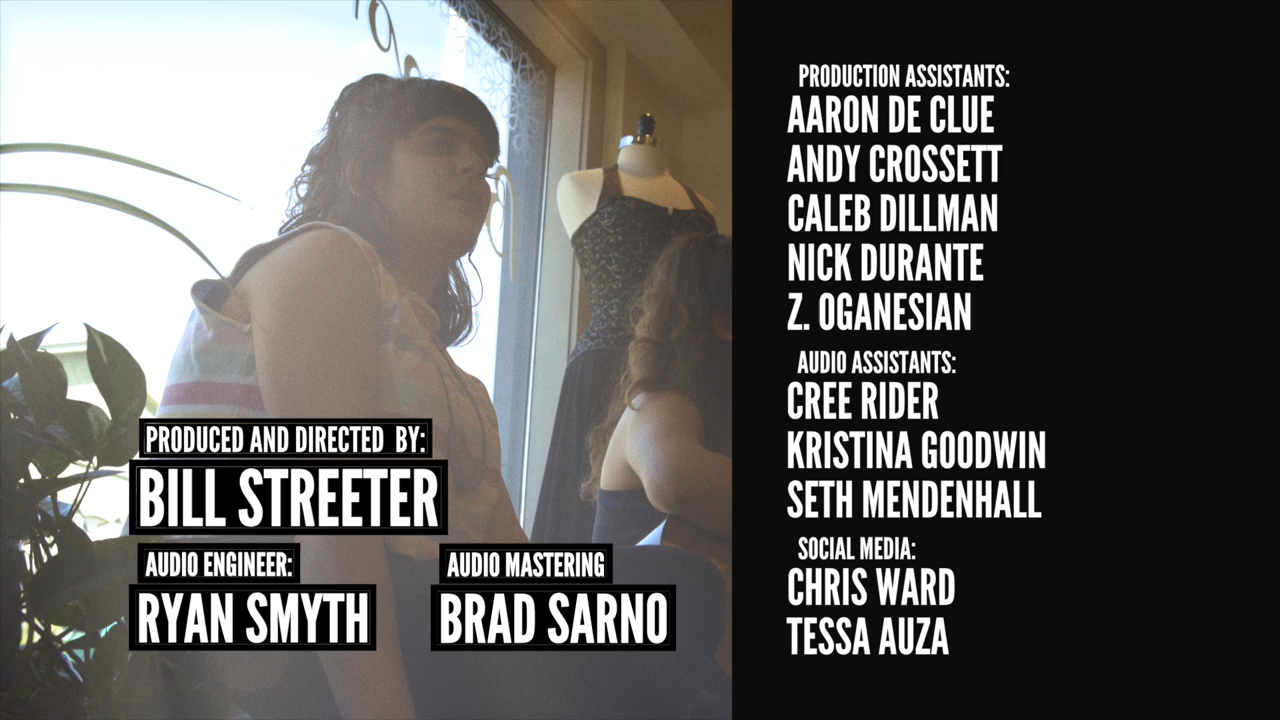 PRODUCED AND DIRECTED BY:
BILL STREETER
AUDIO ENGINEER:
RYAN SMYTH
AUDIO MASTERING
BRAD SARNO
PRODUCTION ASSISTANTS:
AARON DE CLUE
ANDY CROSSETT
CALEB DILLMAN
NICK DURANTE
Z. OGANESIAN
AUDIO ASSISTANTS:
CREE RIDER
KRISTINA GOODWIN
SETH MENDENHALL
SOCIAL MEDIA:
CHRIS WARD
TESSA AUZA